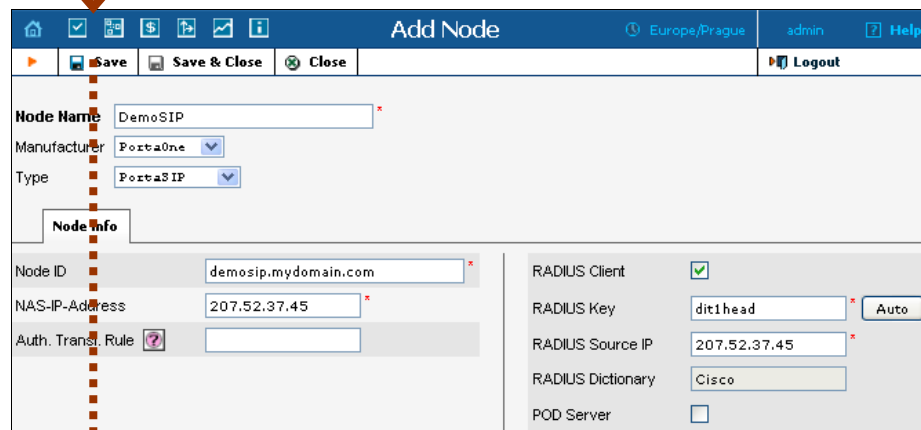 Add Node Europe/Prague admin ? Help
Save Save & Close Close Logout
Node Name DemoSIP *
Manufacturer PortaOne
Type PortaSIP
Node Info
Node ID demosip.mydomain.com *
NAS-IP-Address 207.52.37.45 *
Auth. Transl. Rule ?
RADIUS Client
RADIUS Key dit1head * Auto
RADIUS Source IP 207.52.37.45 *
RADIUS Dictionary Cisco
POD Server